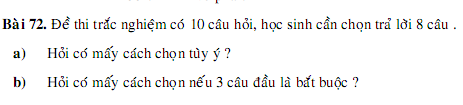 Bài 72. Đề thi trắc nghiệm có 10 câu hỏi, học sinh cần chọn trả lời 8 câu .
a) Hỏi có mấy cách chọn tùy ý ?
b) Hỏi có mấy cách chọn nếu 3 câu đầu là bắt buộc ?